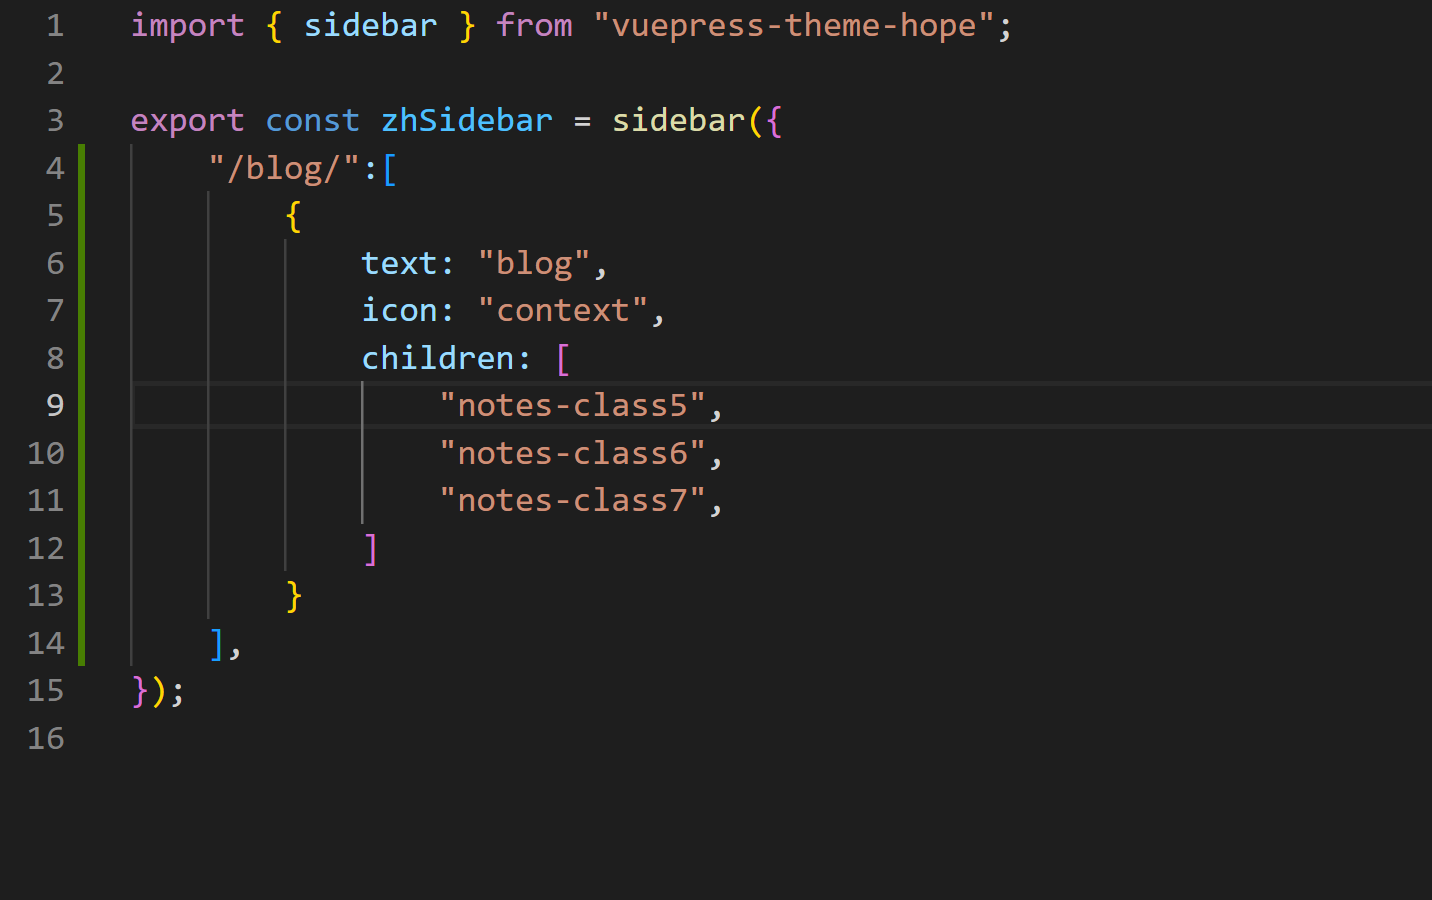 1 import { sidebar } from "vuepress-theme-hope";
2
3 export const zhSidebar = sidebar({
4     "/blog/":[
5         {
6             text: "blog",
7             icon: "context",
8             children: [
9                 "notes-class5",
10                 "notes-class6",
11                 "notes-class7",
12             ]
13         }
14     ],
15 });
16